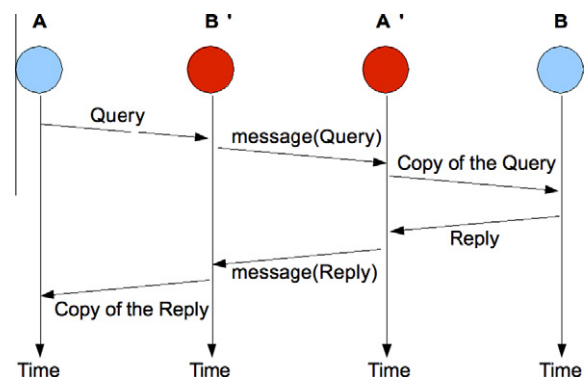 A B ' A ' B
Query
message(Query)
Copy of the Query
Reply
message(Reply)
Copy of the Reply
Time Time Time Time